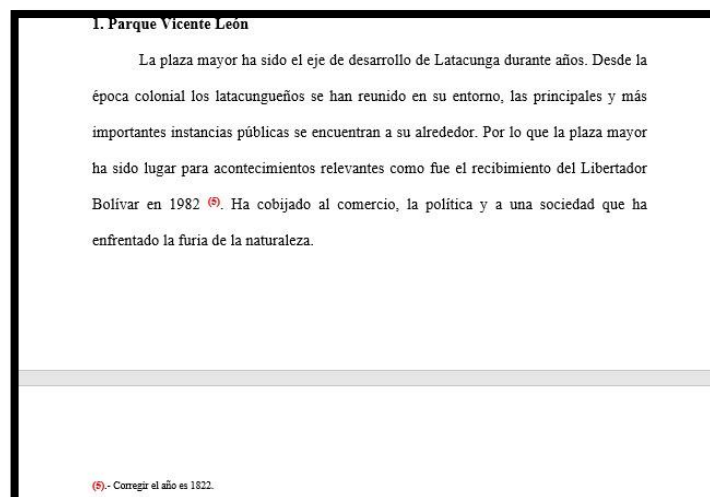 1. Parque Vicente León
La plaza mayor ha sido el eje de desarrollo de Latacunga durante años. Desde la
época colonial los latacungueños se han reunido en su entorno, las principales y más
importantes instancias públicas se encuentran a su alrededor. Por lo que la plaza mayor
ha sido lugar para acontecimientos relevantes como fue el recibimiento del Libertador
Bolívar en 1982 (5). Ha cobijado al comercio, la política y a una sociedad que ha
enfrentado la furia de la naturaleza.
(5).- Corregir el año es 1822.